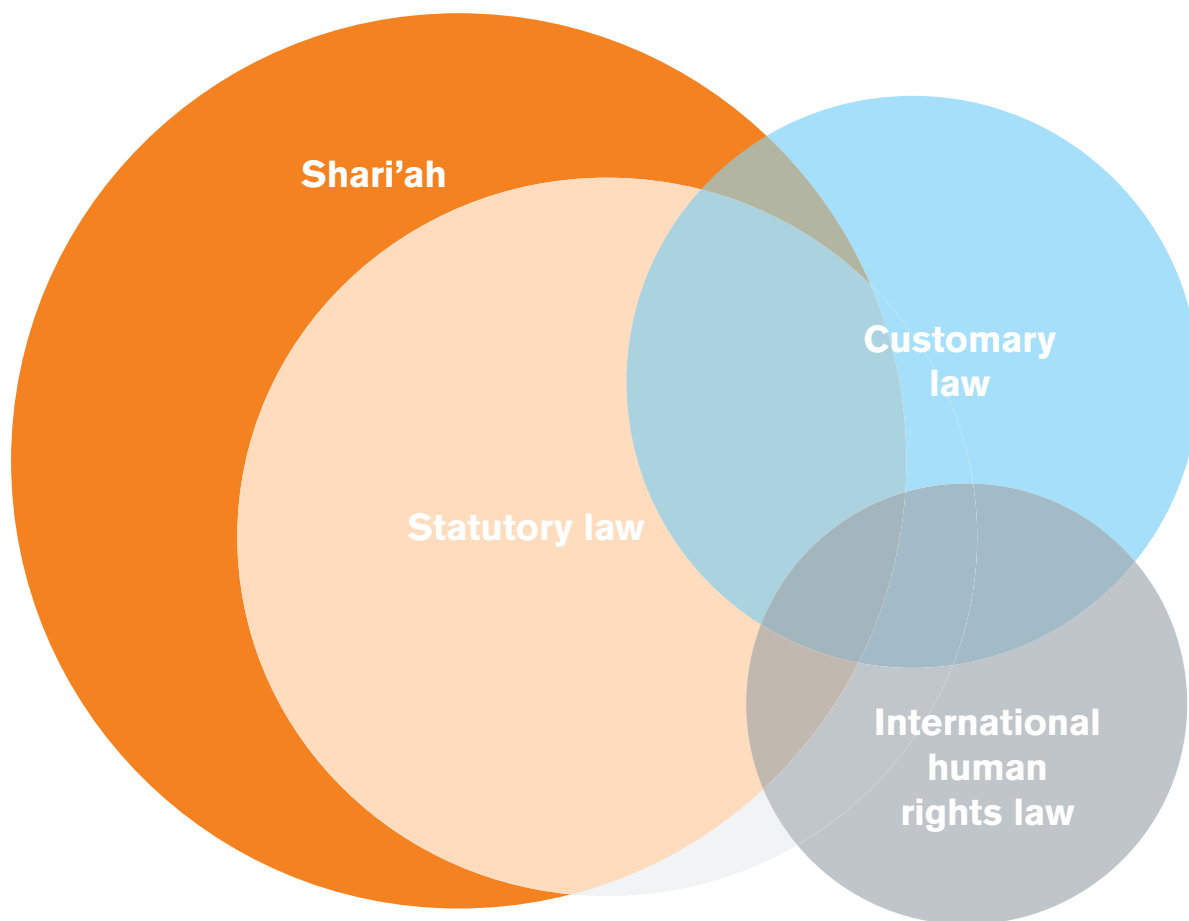 Shari’ah
Customary
law
Statutory law
International
human
rights law